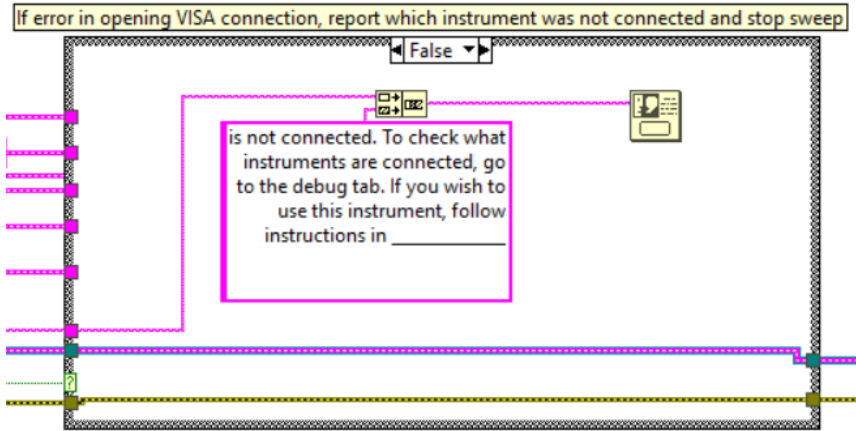 If error in opening VISA connection, report which instrument was not connected and stop sweep
False
is not connected. To check what
instruments are connected, go
to the debug tab. If you wish to
use this instrument, follow
instructions in ____________
?